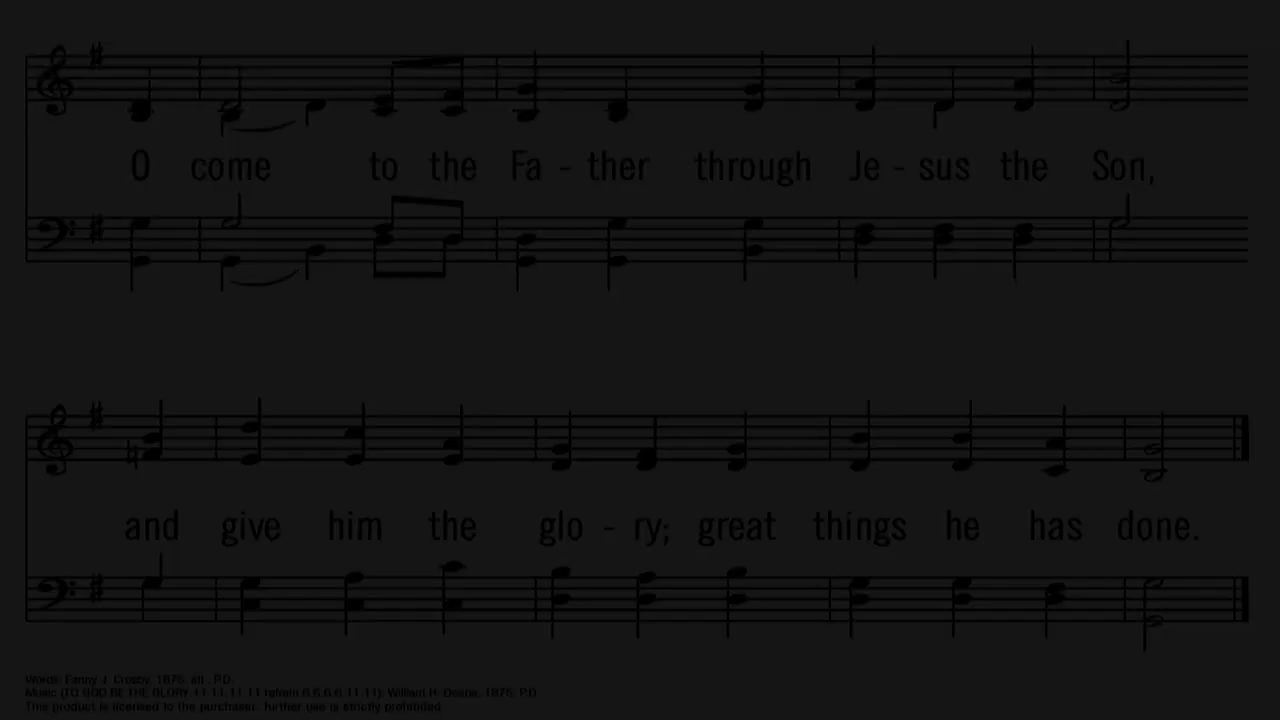 O come to the Fa - ther through Je - sus the Son,
and give him the glo - ry; great things he has done.
Words: Fanny J. Crosby, 1875, alt., P.D.
Music: (TO GOD BE THE GLORY 11.11.11.11 refrain 6.6.6.6.11.11); William H. Doane, 1875; P.D.
This product is licensed to the purchaser; further use is strictly prohibited.